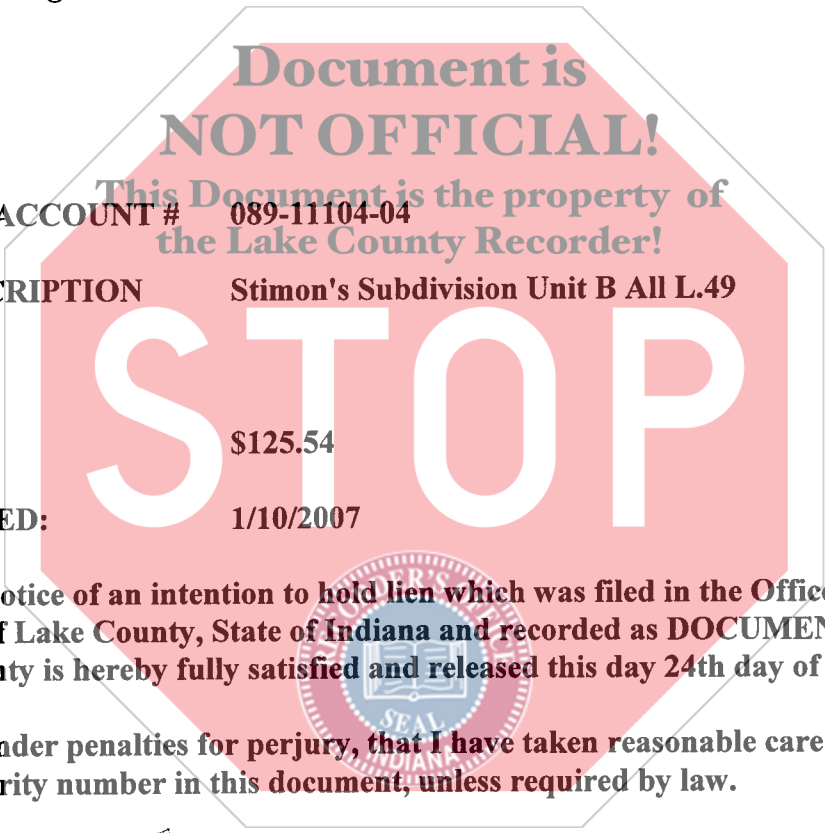 Document is
NOT OFFICIAL!
This Document is the property of
ACCOUNT # 089-11104-04
the Lake County Recorder!
CRIPTION Stimon's Subdivision Unit B All L.49
STOP
$125.54
ED: 1/10/2007
otice of an intention to hold lien which was filed in the Office
f Lake County, State of Indiana and recorded as DOCUMEN
nty is hereby fully satisfied and released this day 24th day of
nder penalties for perjury, that I have taken reasonable care
rity number in this document, unless required by law.
RECORDER'S OFFICE
SEAL
INDIANA